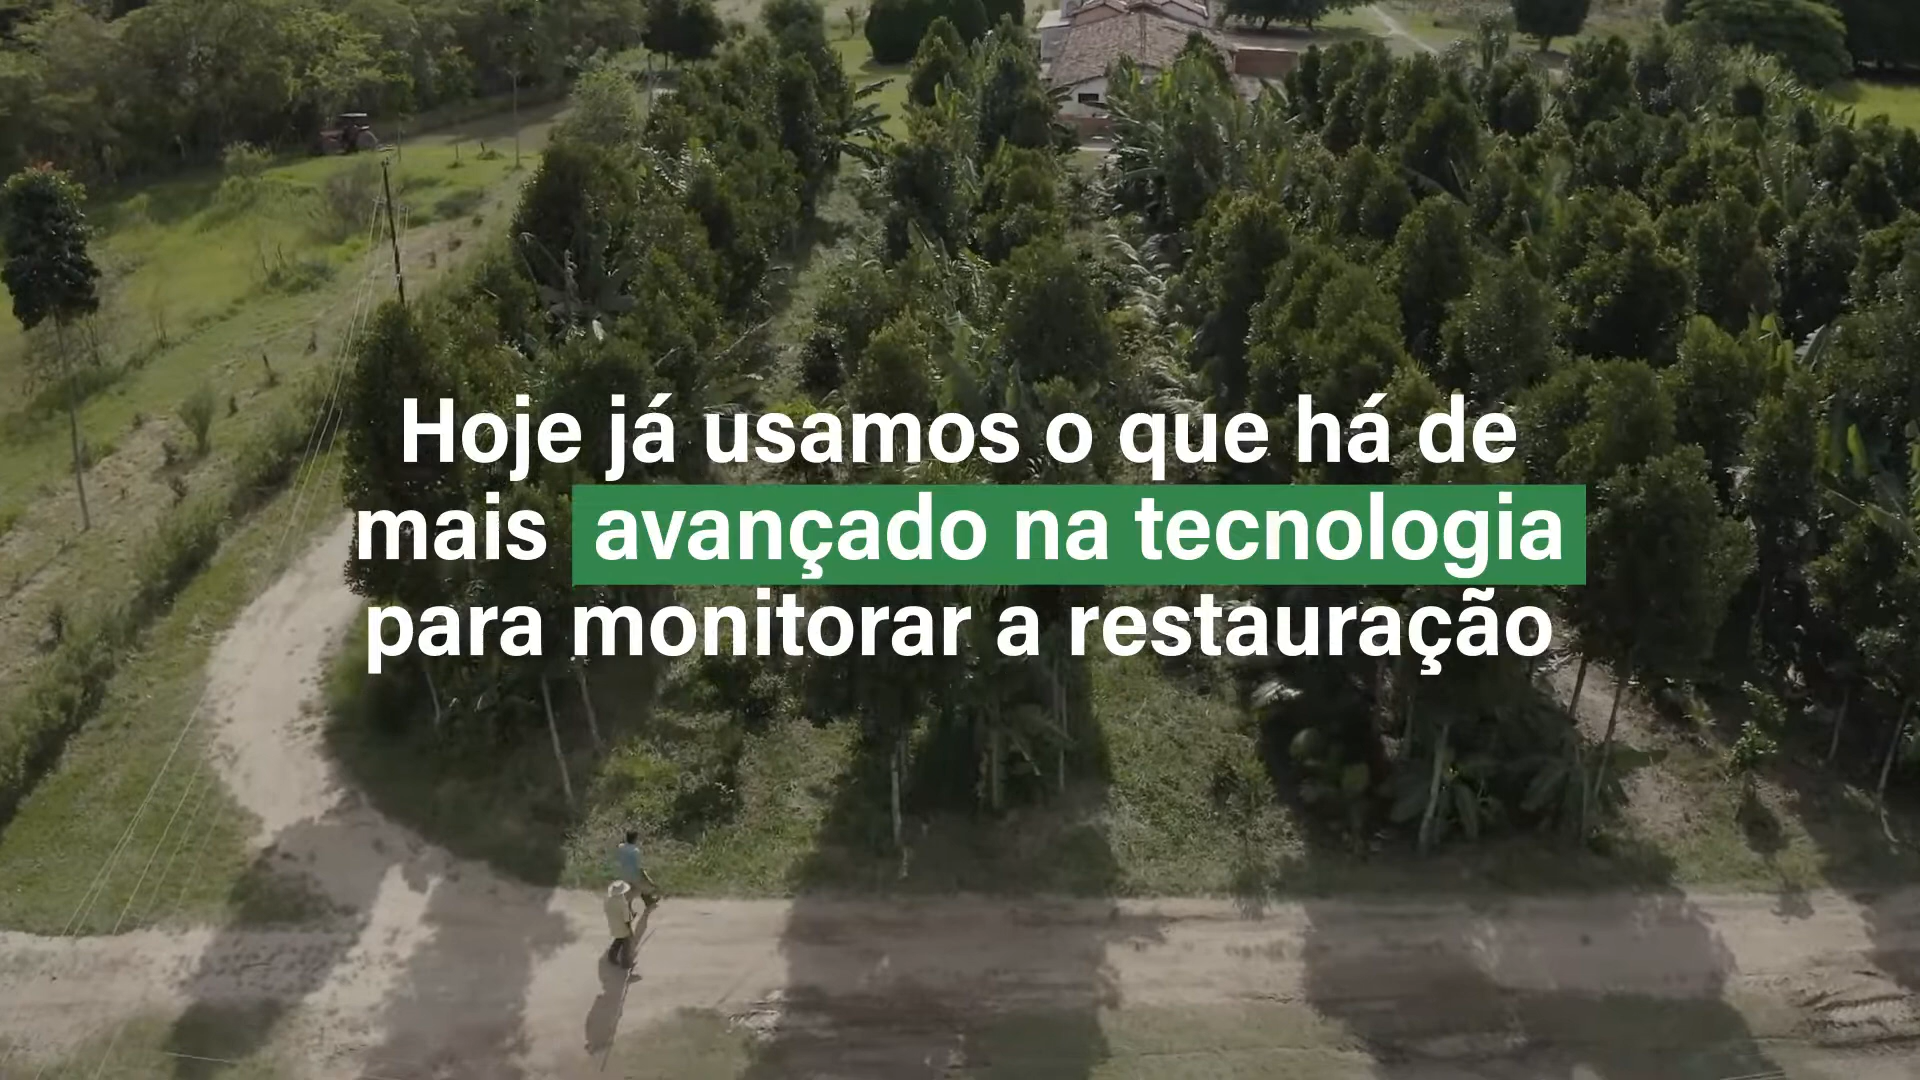 Hoje já usamos o que há de
mais avançado na tecnologia
para monitorar a restauração